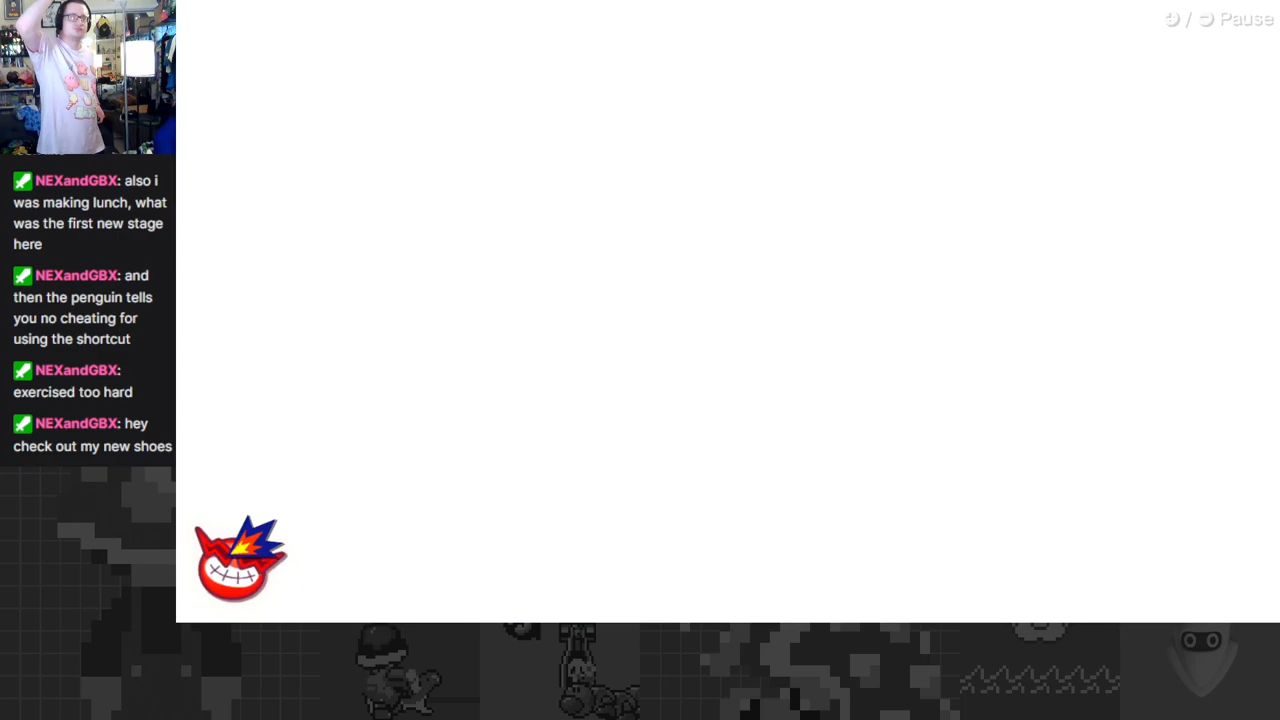 / Pause
NEXandGBX: also i
was making lunch, what
was the first new stage
here
NEXandGBX: and
then the penguin tells
you no cheating for
using the shortcut
NEXandGBX:
exercised too hard
NEXandGBX: hey
check out my new shoes